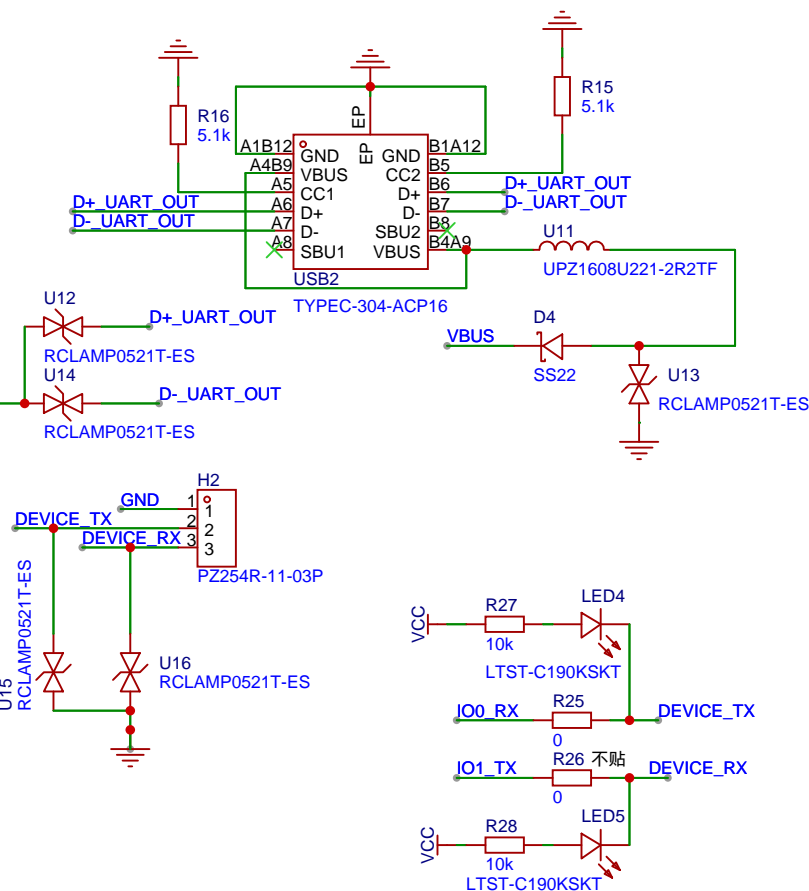 R16
5.1k
R15
5.1k
EP
EP
A1B12
GND
GND
B1A12
A4B9
VBUS
CC2
B5
A5
CC1
D+
B6
D+_UART_OUT
D+_UART_OUT
A6
D+
D-
B7
D-_UART_OUT
D-_UART_OUT
A7
D-
SBU2
B8
A8
SBU1
VBUS
B4A9
U11
UPZ1608U221-2R2TF
USB2
TYPEC-304-ACP16
U12
D+_UART_OUT
RCLAMP0521T-ES
U14
D-_UART_OUT
RCLAMP0521T-ES
D4
VBUS
SS22
U13
RCLAMP0521T-ES
H2
GND
1
1
DEVICE_TX
2
2
DEVICE_RX
3
3
PZ254R-11-03P
U15
RCLAMP0521T-ES
U16
RCLAMP0521T-ES
VCC
R27
10k
LED4
LTST-C190KSKT
IO0_RX
R25
0
DEVICE_TX
IO1_TX
R26 不贴
0
DEVICE_RX
VCC
R28
10k
LED5
LTST-C190KSKT